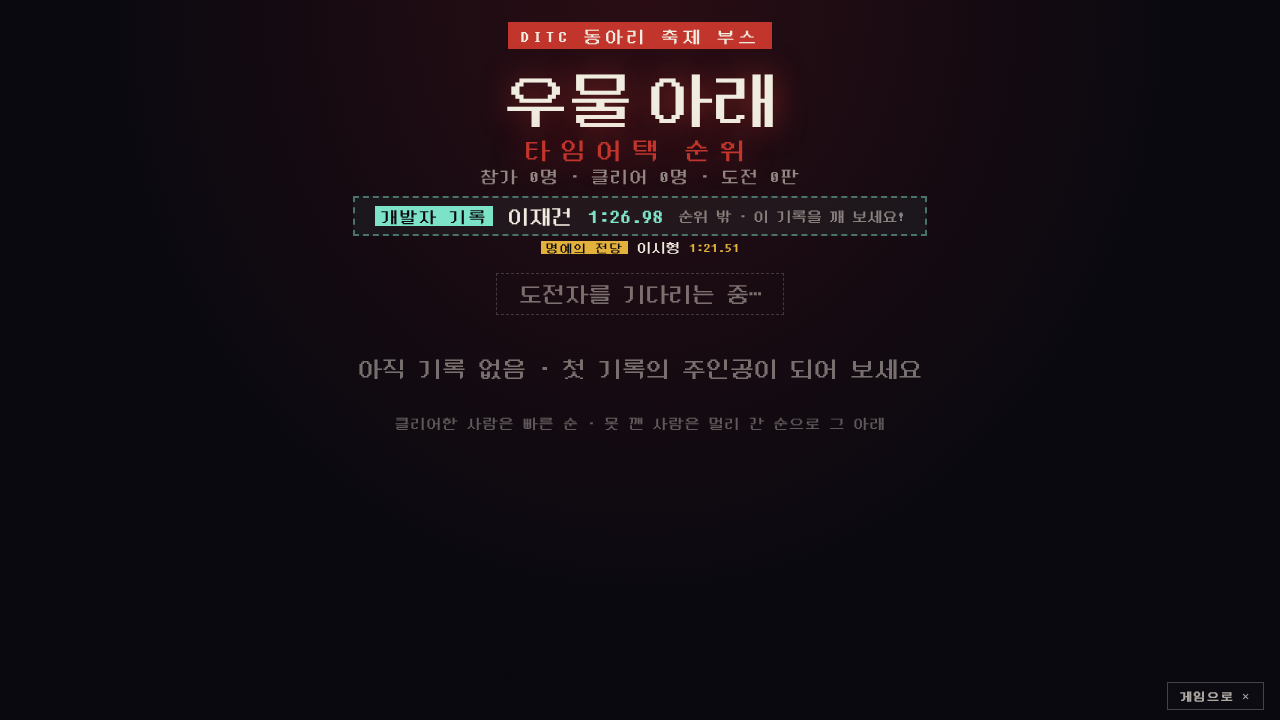 DITC 동아리 축제 부스
우물 아래
타임어택 순위
참가 0명 · 클리어 0명 · 도전 0판
개발자 기록 이재건 1:26.98 순위 밖 · 이 기록을 깨 보세요!
명예의 전당 이시형 1:21.51
도전자를 기다리는 중…
아직 기록 없음 · 첫 기록의 주인공이 되어 보세요
클리어한 사람은 빠른 순 · 못 깬 사람은 멀리 간 순으로 그 아래
게임으로 ×